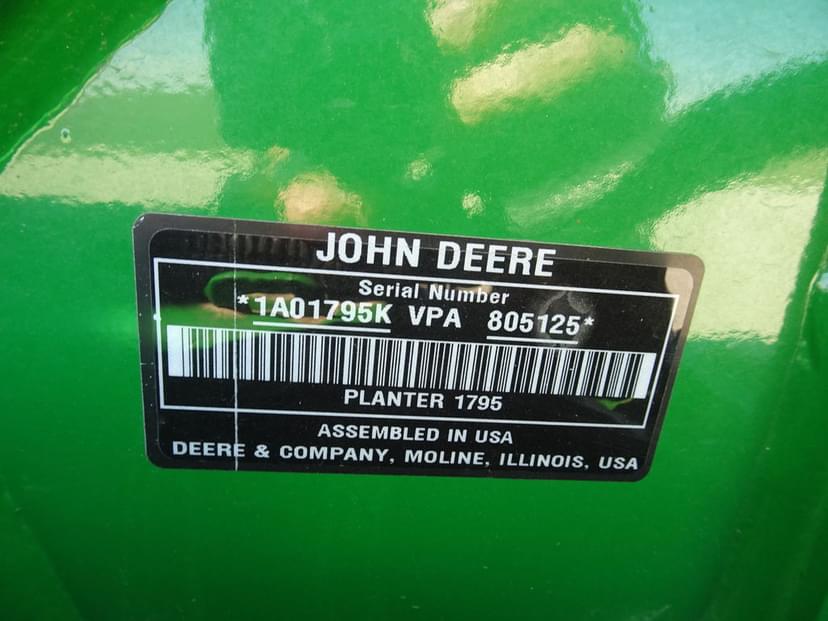 JOHN DEERE
Serial Number
*1A01795K VPA 805125*
PLANTER 1795
ASSEMBLED IN USA
DEERE & COMPANY, MOLINE, ILLINOIS, USA